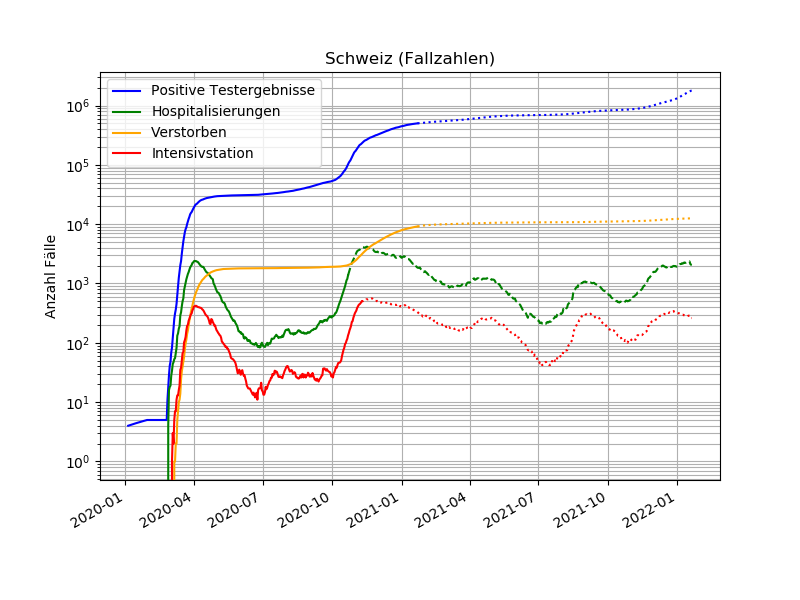 Schweiz (Fallzahlen)
Positive Testergebnisse
Hospitalisierungen
Verstorben
Intensivstation
Anzahl Fälle
10^6
10^5
10^4
10^3
10^2
10^1
10^0
2020-01
2020-04
2020-07
2020-10
2021-01
2021-04
2021-07
2021-10
2022-01